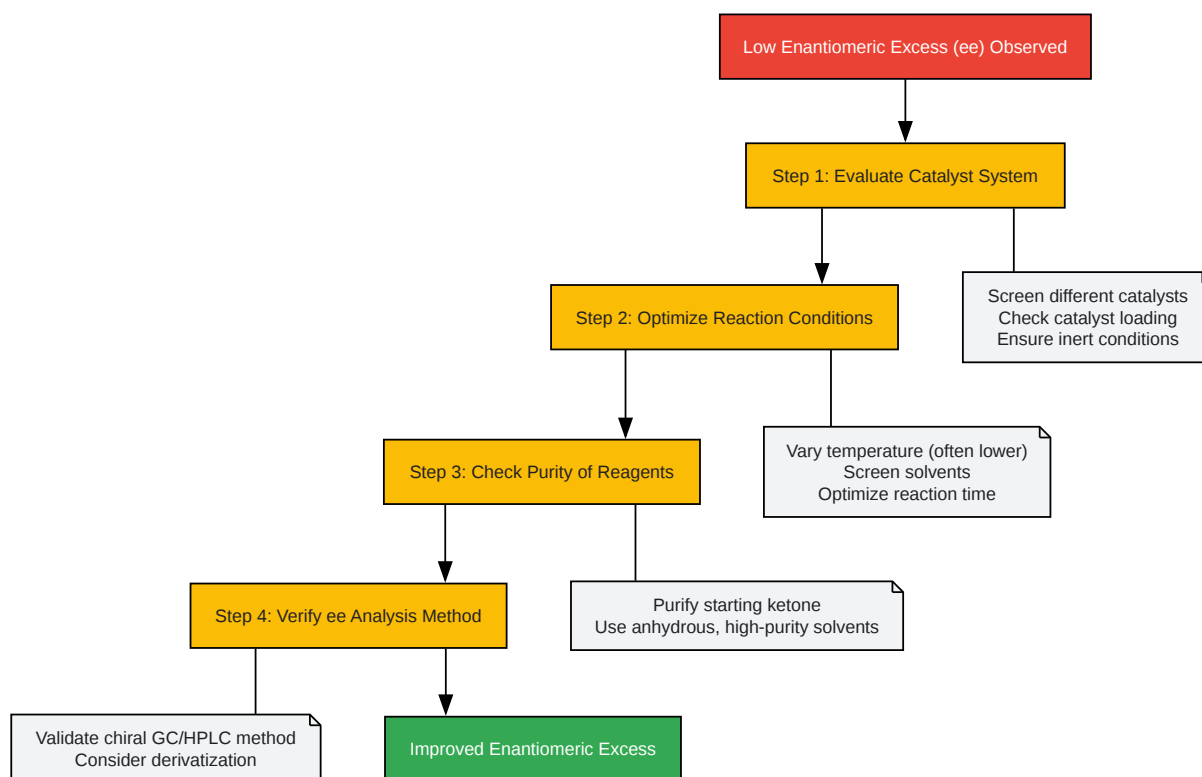 Low Enantiomeric Excess (ee) Observed
Step 1: Evaluate Catalyst System
Screen different catalysts
Check catalyst loading
Ensure inert conditions
Step 2: Optimize Reaction Conditions
Vary temperature (often lower)
Screen solvents
Optimize reaction time
Step 3: Check Purity of Reagents
Purify starting ketone
Use anhydrous, high-purity solvents
Step 4: Verify ee Analysis Method
Validate chiral GC/HPLC method
Consider derivatization
Improved Enantiomeric Excess